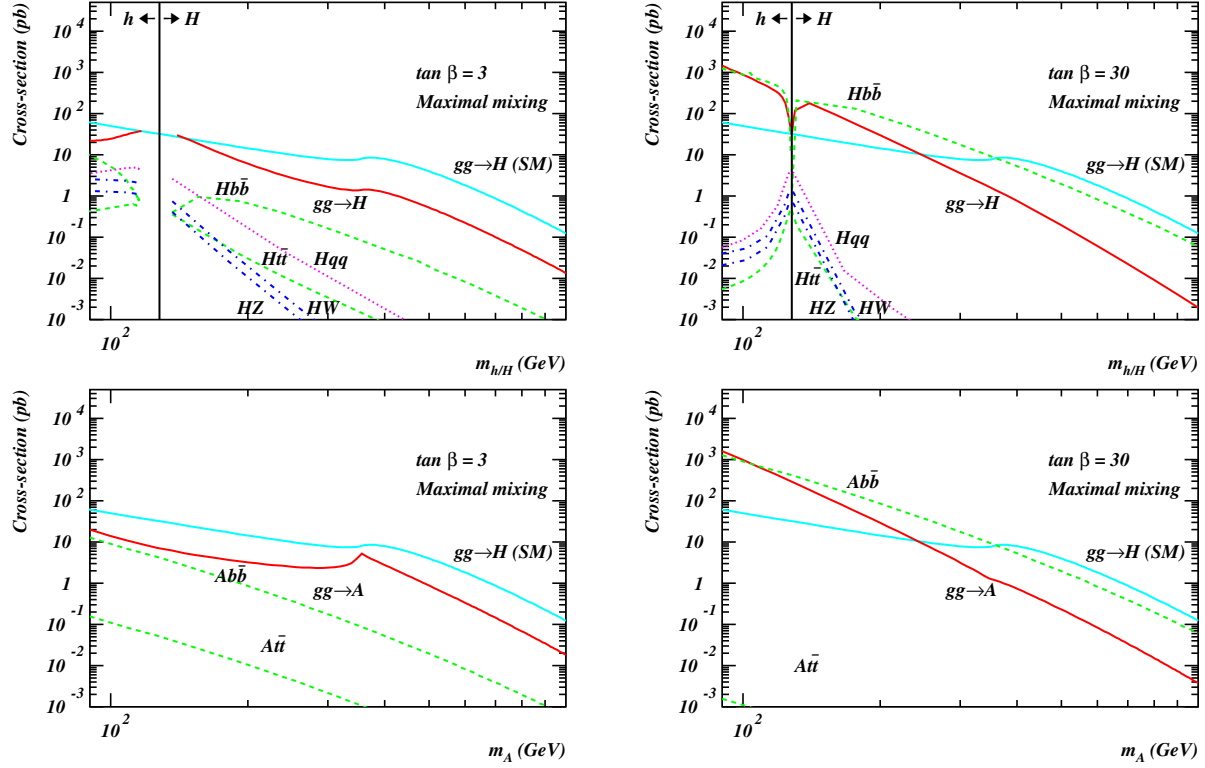 h H
Cross-section (pb)
10^4
10^3
10^2
10
1
10^-1
10^-2
10^-3
tan β = 3
Maximal mixing
gg→H (SM)
Hbb̄
gg→H
Htt̄
Hqq
HZ
HW
10^2
m_h/H (GeV)
h H
Cross-section (pb)
10^4
10^3
10^2
10
1
10^-1
10^-2
10^-3
tan β = 30
Maximal mixing
Hbb̄
gg→H (SM)
gg→H
Hqq
Htt̄
HZ
HW
10^2
m_h/H (GeV)
Cross-section (pb)
10^4
10^3
10^2
10
1
10^-1
10^-2
10^-3
tan β = 3
Maximal mixing
gg→H (SM)
Abb̄
gg→A
Att̄
10^2
m_A (GeV)
Cross-section (pb)
10^4
10^3
10^2
10
1
10^-1
10^-2
10^-3
tan β = 30
Maximal mixing
Abb̄
gg→H (SM)
gg→A
Att̄
10^2
m_A (GeV)